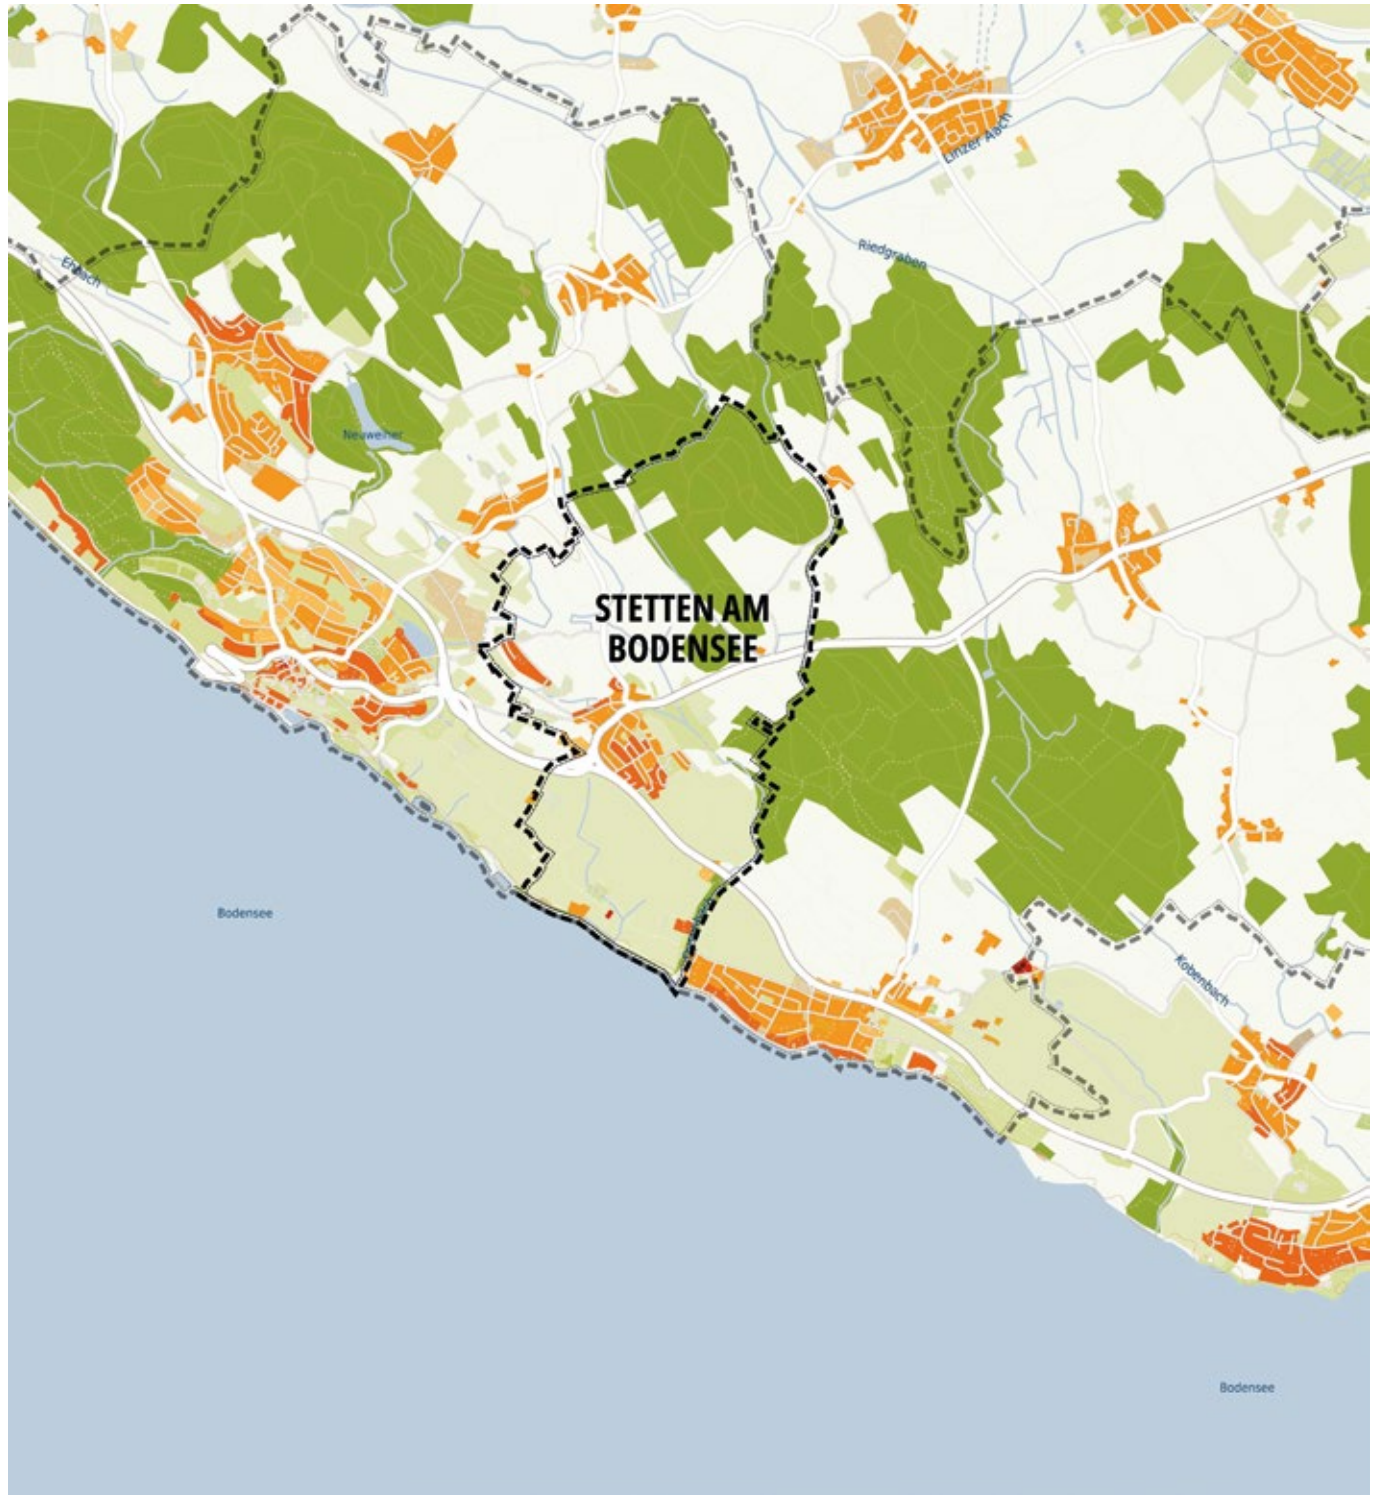 Linzer Aach
Riedgraben
Neuweiher
STETTEN AM
BODENSEE
Bodensee
Kobenbach
Bodensee